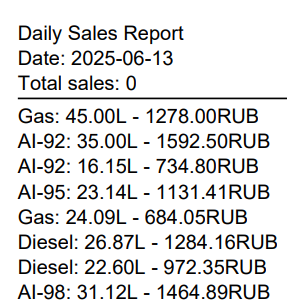 Daily Sales Report
Date: 2025-06-13
Total sales: 0
Gas: 45.00L - 1278.00RUB
AI-92: 35.00L - 1592.50RUB
AI-92: 16.15L - 734.80RUB
AI-95: 23.14L - 1131.41RUB
Gas: 24.09L - 684.05RUB
Diesel: 26.87L - 1284.16RUB
Diesel: 22.60L - 972.35RUB
AI-98: 31.12L - 1464.89RUB